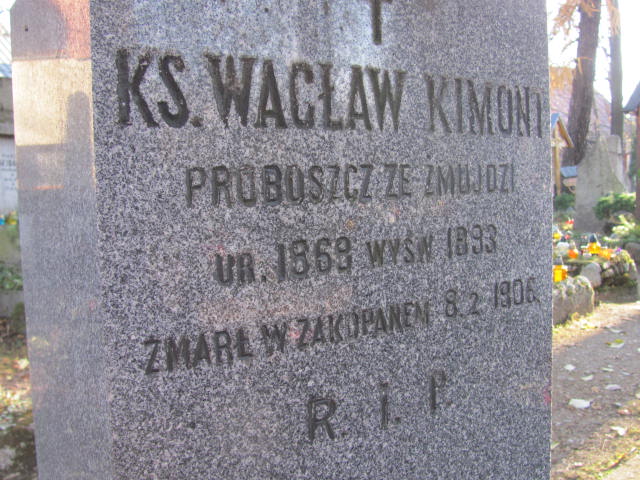 KS. WACŁAW KIMONT
PROBOSZCZ ZE ŻMUJDZI
UR. 1869 WYŚW 1893
ZMARŁ W ZAKOPANEM 8.2.1906.
R. i. P.